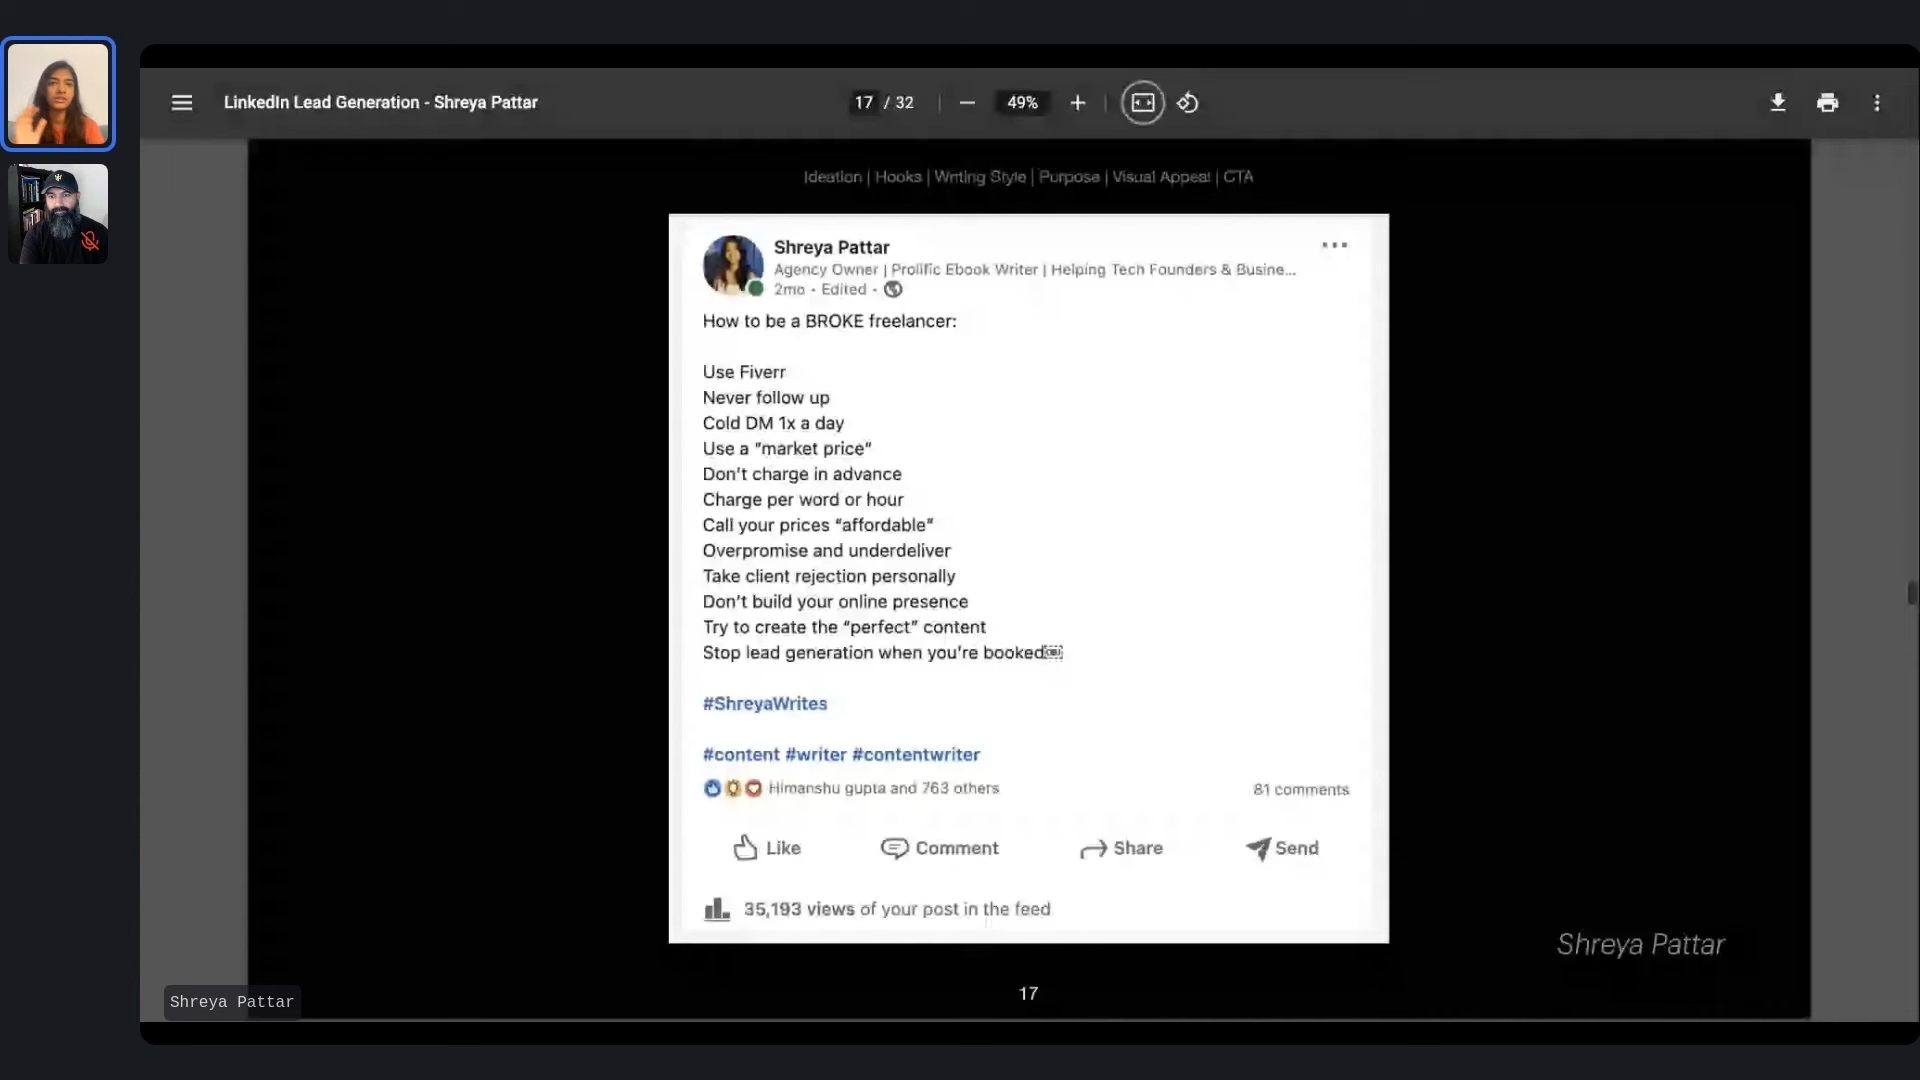 LinkedIn Lead Generation - Shreya Pattar
17 / 32
49%
Ideation | Hooks | Writing Style | Purpose | Visual Appeal | CTA
Shreya Pattar
Agency Owner | Prolific Ebook Writer | Helping Tech Founders & Busine...
2mo • Edited •
How to be a BROKE freelancer:
Use Fiverr
Never follow up
Cold DM 1x a day
Use a “market price”
Don't charge in advance
Charge per word or hour
Call your prices “affordable”
Overpromise and underdeliver
Take client rejection personally
Don't build your online presence
Try to create the “perfect” content
Stop lead generation when you're booked
#ShreyaWrites
#content #writer #contentwriter
Himanshu gupta and 763 others
81 comments
Like
Comment
Share
Send
35,193 views of your post in the feed
Shreya Pattar
17
Shreya Pattar